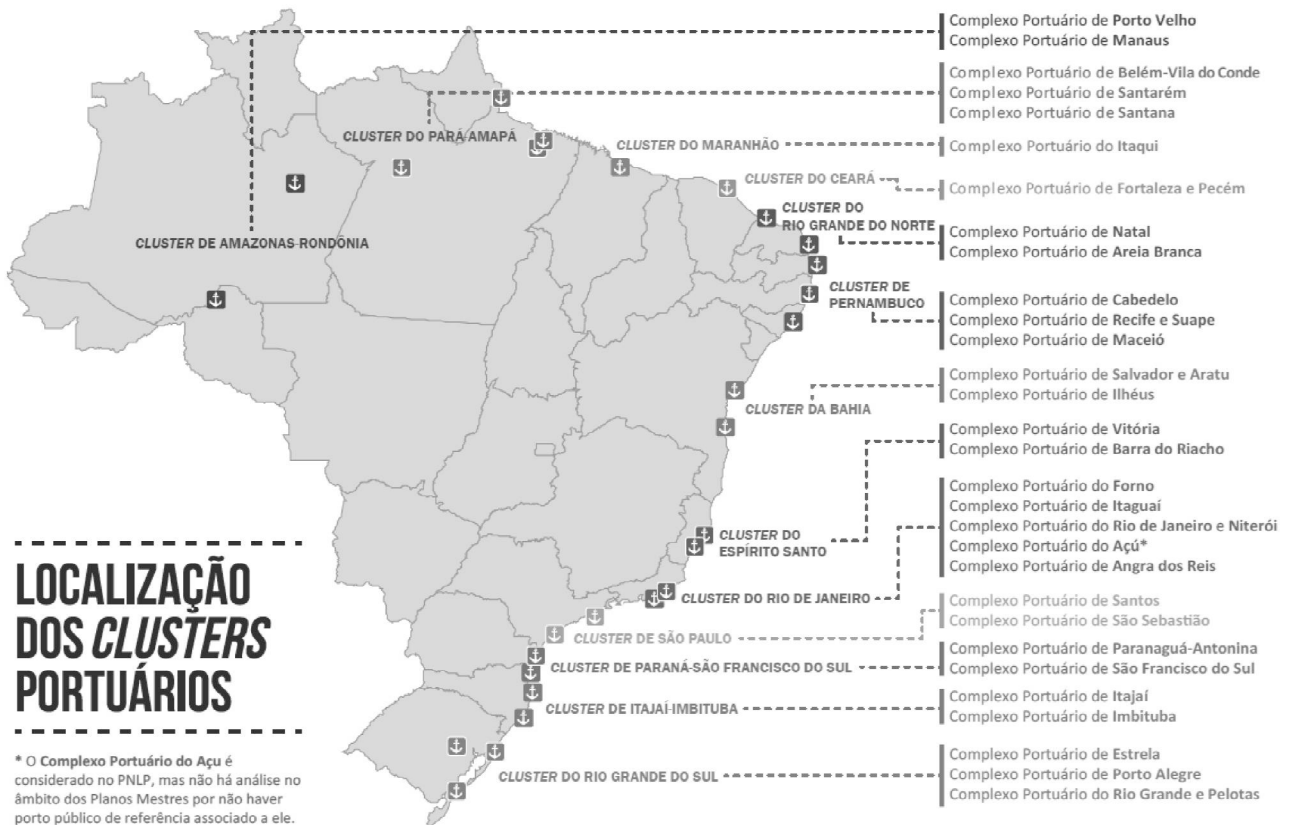 Complexo Portuário de Porto Velho
Complexo Portuário de Manaus
Complexo Portuário de Belém-Vila do Conde
Complexo Portuário de Santarém
Complexo Portuário de Santana
CLUSTER DO PARÁ-AMAPÁ
CLUSTER DO MARANHÃO
Complexo Portuário do Itaqui
CLUSTER DO CEARÁ
Complexo Portuário de Fortaleza e Pecém
CLUSTER DE AMAZONAS-RONDÔNIA
CLUSTER DO
RIO GRANDE DO NORTE
Complexo Portuário de Natal
Complexo Portuário de Areia Branca
CLUSTER DE
PERNAMBUCO
Complexo Portuário de Cabedelo
Complexo Portuário de Recife e Suape
Complexo Portuário de Maceió
CLUSTER DA BAHIA
Complexo Portuário de Salvador e Aratu
Complexo Portuário de Ilhéus
CLUSTER DO
ESPÍRITO SANTO
Complexo Portuário de Vitória
Complexo Portuário de Barra do Riacho
CLUSTER DO RIO DE JANEIRO
Complexo Portuário do Forno
Complexo Portuário de Itaguaí
Complexo Portuário do Rio de Janeiro e Niterói
Complexo Portuário do Açú*
Complexo Portuário de Angra dos Reis
CLUSTER DE SÃO PAULO
Complexo Portuário de Santos
Complexo Portuário de São Sebastião
CLUSTER DE PARANÁ-SÃO FRANCISCO DO SUL
Complexo Portuário de Paranaguá-Antonina
Complexo Portuário de São Francisco do Sul
CLUSTER DE ITAJAÍ-IMBITUBA
Complexo Portuário de Itajaí
Complexo Portuário de Imbituba
CLUSTER DO RIO GRANDE DO SUL
Complexo Portuário de Estrela
Complexo Portuário de Porto Alegre
Complexo Portuário do Rio Grande e Pelotas
LOCALIZAÇÃO
DOS CLUSTERS
PORTUÁRIOS
* O Complexo Portuário do Açu é
considerado no PNLP, mas não há análise no
âmbito dos Planos Mestres por não haver
porto público de referência associado a ele.